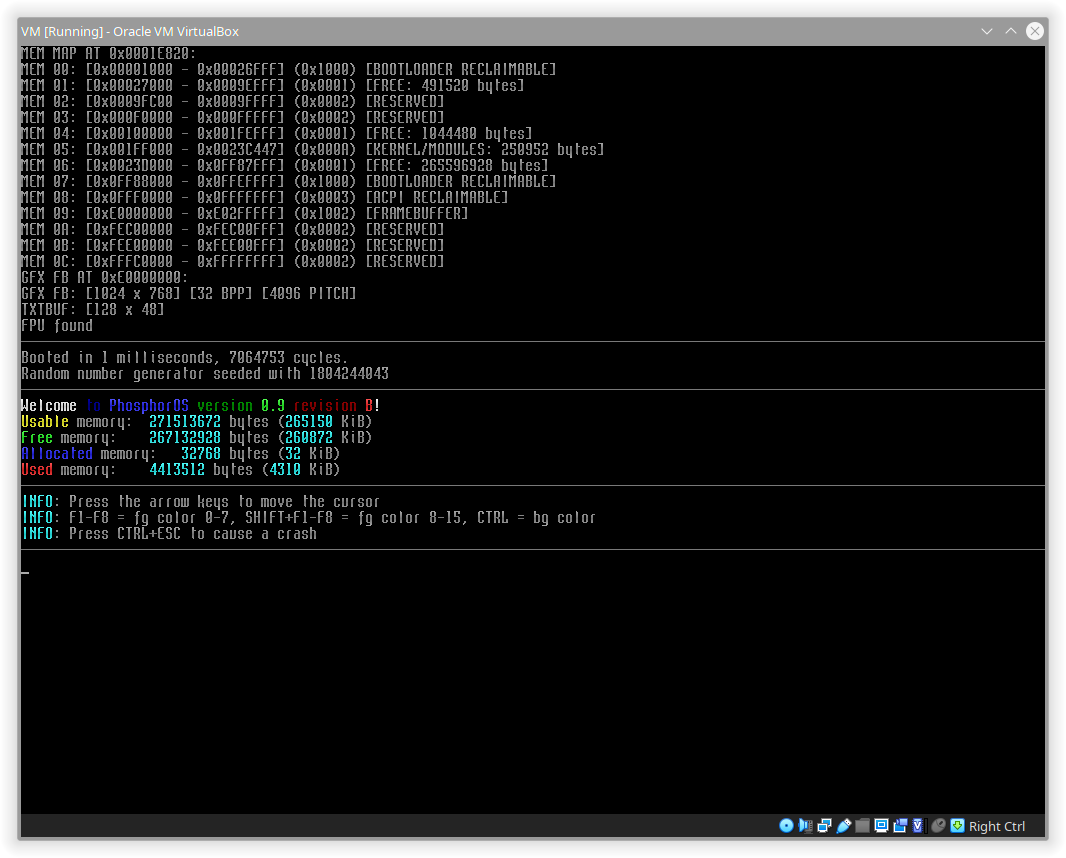 VM [Running] - Oracle VM VirtualBox
MEM MAP AT 0x0001E820:
MEM 00: [0x00001000 - 0x00026FFF] (0x1000) [BOOTLOADER RECLAIMABLE]
MEM 01: [0x00027000 - 0x0009EFFF] (0x0001) [FREE: 491520 bytes]
MEM 02: [0x0009FC00 - 0x0009FFFF] (0x0002) [RESERVED]
MEM 03: [0x000F0000 - 0x000FFFFF] (0x0002) [RESERVED]
MEM 04: [0x00100000 - 0x001FEFFF] (0x0001) [FREE: 1044480 bytes]
MEM 05: [0x001FF000 - 0x0023C447] (0x000A) [KERNEL/MODULES: 250952 bytes]
MEM 06: [0x0023D000 - 0x0FF87FFF] (0x0001) [FREE: 265596928 bytes]
MEM 07: [0x0FF88000 - 0x0FFEFFFF] (0x1000) [BOOTLOADER RECLAIMABLE]
MEM 08: [0x0FFF0000 - 0x0FFFFFFF] (0x0003) [ACPI RECLAIMABLE]
MEM 09: [0xE0000000 - 0xE02FFFFF] (0x1002) [FRAMEBUFFER]
MEM 0A: [0xFEC00000 - 0xFEC00FFF] (0x0002) [RESERVED]
MEM 0B: [0xFEE00000 - 0xFEE00FFF] (0x0002) [RESERVED]
MEM 0C: [0xFFFC0000 - 0xFFFFFFFF] (0x0002) [RESERVED]
GFX FB AT 0xE0000000:
GFX FB: [1024 x 768] [32 BPP] [4096 PITCH]
TXTBUF: [128 x 48]
FPU found
Booted in 1 milliseconds, 7064753 cycles.
Random number generator seeded with 1804244043
Welcome to PhosphorOS version 0.9 revision B!
Usable memory: 271513672 bytes (265150 KiB)
Free memory: 267132928 bytes (260872 KiB)
Allocated memory: 32768 bytes (32 KiB)
Used memory: 4413512 bytes (4310 KiB)
INFO: Press the arrow keys to move the cursor
INFO: F1-F8 = fg color 0-7, SHIFT+F1-F8 = fg color 8-15, CTRL = bg color
INFO: Press CTRL+ESC to cause a crash
_
Right Ctrl